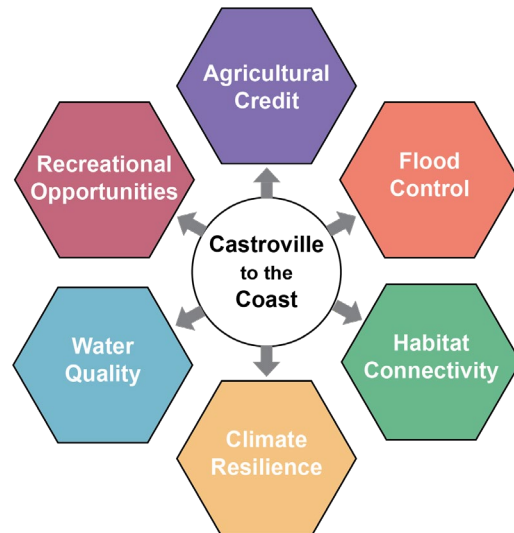 Agricultural
Credit
Recreational
Opportunities
Flood
Control
Castroville
to the
Coast
Water
Quality
Habitat
Connectivity
Climate
Resilience